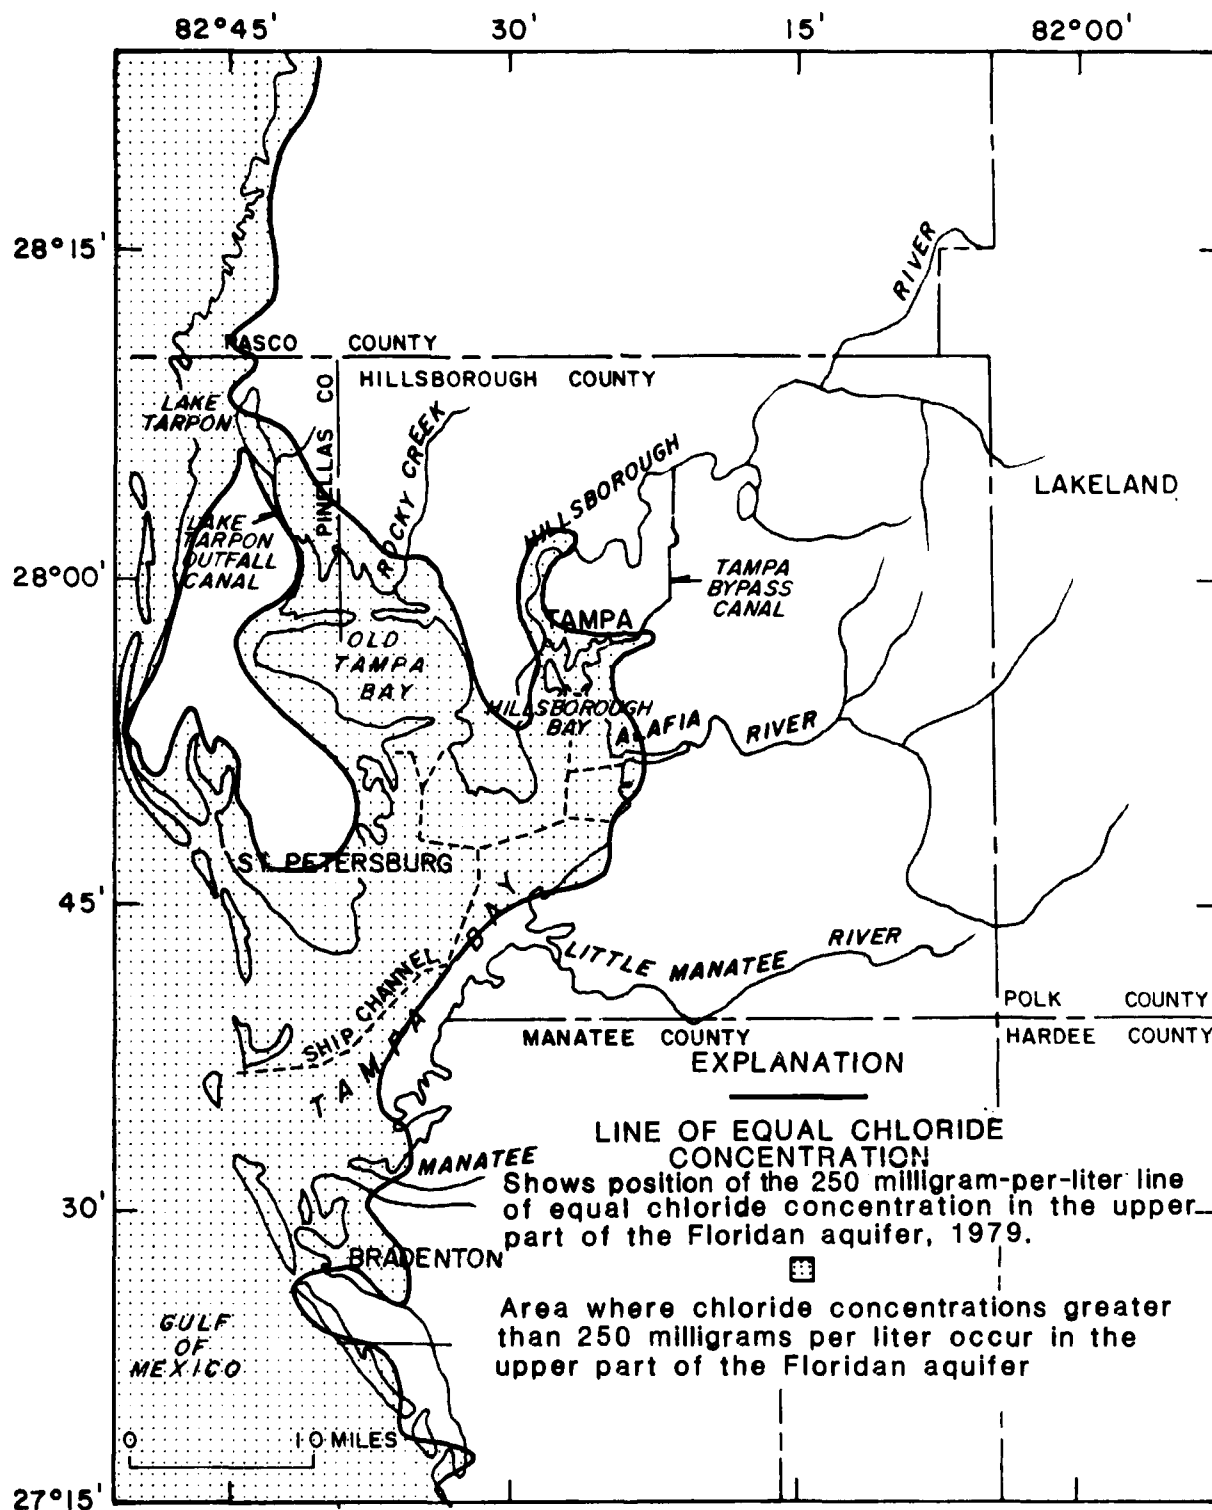 82°45' 30' 15' 82°00'
28°15'
RIVER
PASCO COUNTY
HILLSBOROUGH COUNTY
PINELLAS CO
LAKE
TARPON
ROCKY CREEK
HILLSBOROUGH
LAKELAND
LAKE
TARPON
OUTFALL
CANAL
28°00'
TAMPA
BYPASS
CANAL
TAMPA
OLD
TAMPA
BAY
HILLSBOROUGH
BAY
ALAFIA RIVER
ST. PETERSBURG
45'
TAMPA BAY
SHIP CHANNEL
LITTLE MANATEE RIVER
POLK COUNTY
HARDEE COUNTY
MANATEE COUNTY
EXPLANATION
LINE OF EQUAL CHLORIDE
CONCENTRATION
Shows position of the 250 milligram-per-liter line
of equal chloride concentration in the upper
part of the Floridan aquifer, 1979.
MANATEE
30'
BRADENTON
Area where chloride concentrations greater
than 250 milligrams per liter occur in the
upper part of the Floridan aquifer
GULF
OF
MEXICO
0 10 MILES
27°15'